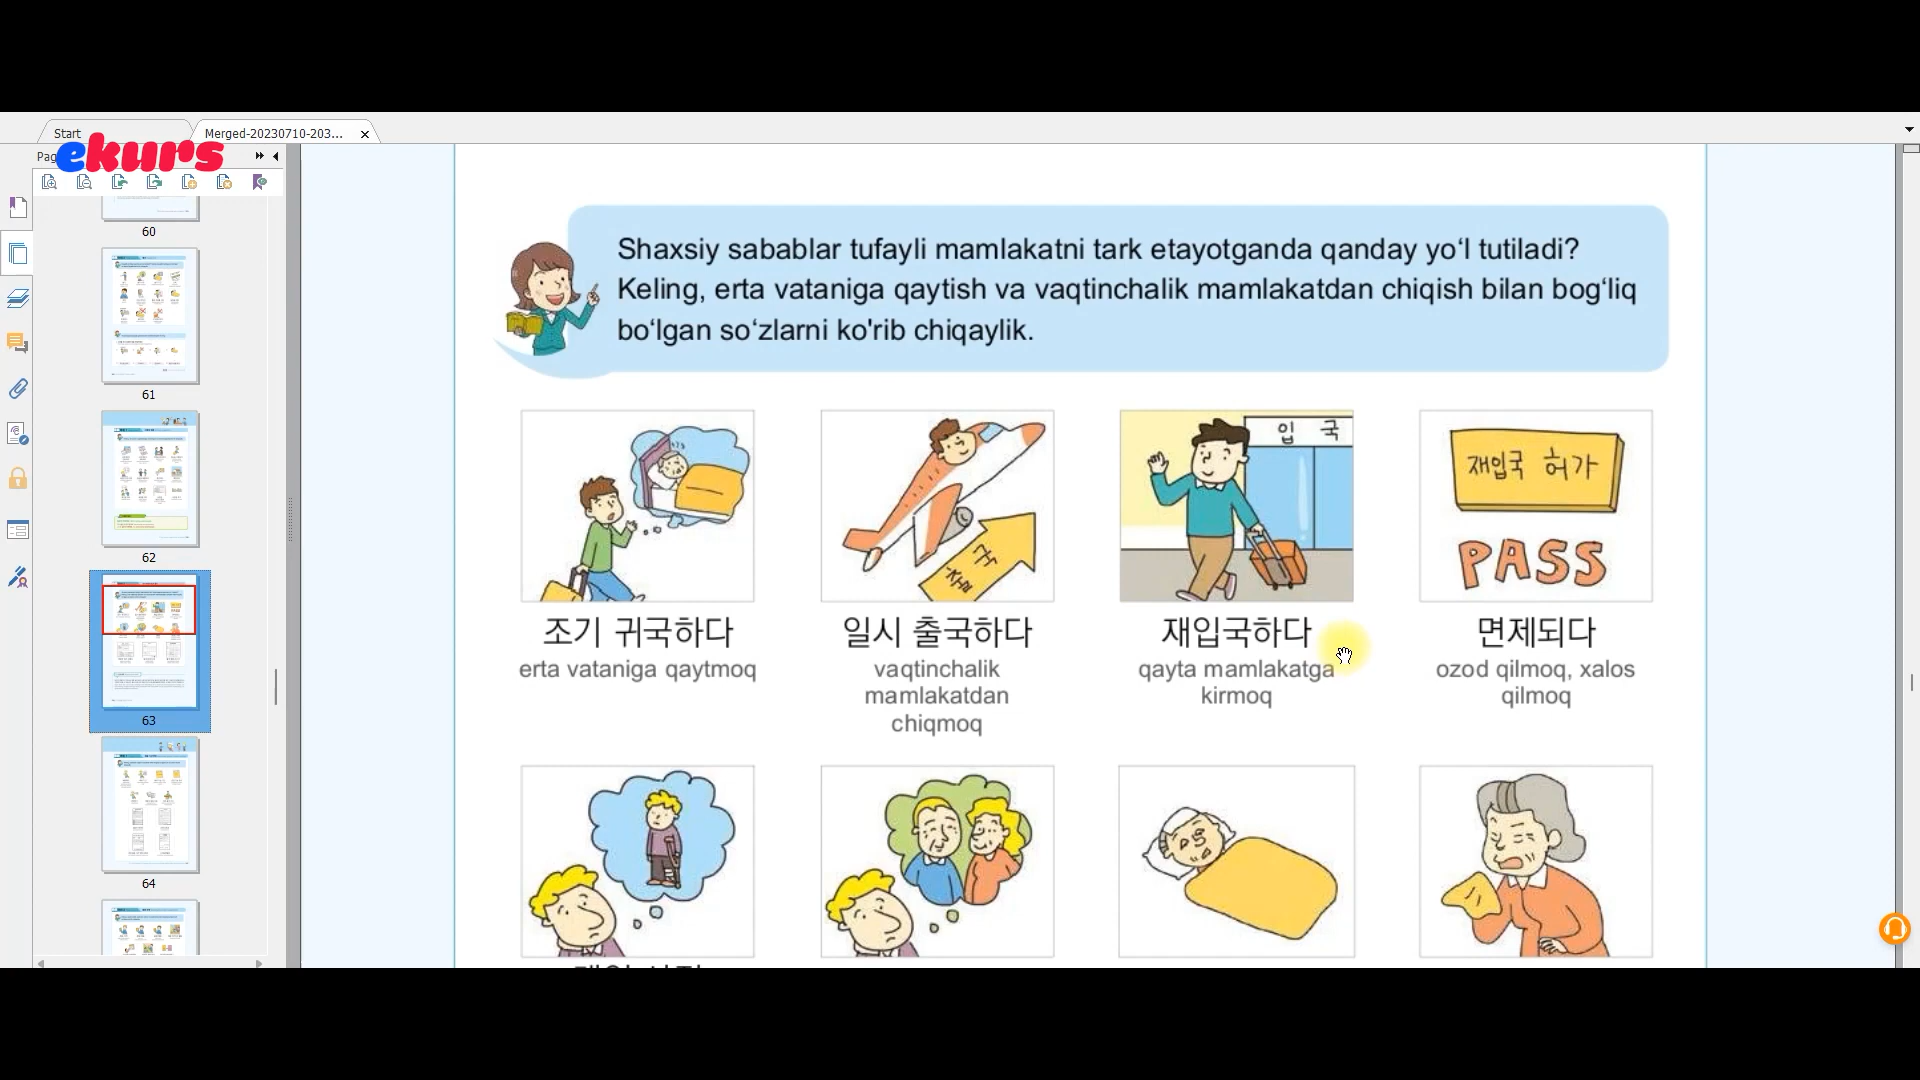 Start
Merged-20230710-203...
ekurs
60
61
62
63
64
Shaxsiy sabablar tufayli mamlakatni tark etayotganda qanday yo‘l tutiladi?
Keling, erta vataniga qaytish va vaqtinchalik mamlakatdan chiqish bilan bog‘liq
bo‘lgan so‘zlarni ko'rib chiqaylik.
출국
입 국
재입국 허가
PASS
조기 귀국하다
일시 출국하다
재입국하다
면제되다
erta vataniga qaytmoq
vaqtinchalik
mamlakatdan
chiqmoq
qayta mamlakatga
kirmoq
ozod qilmoq, xalos
qilmoq